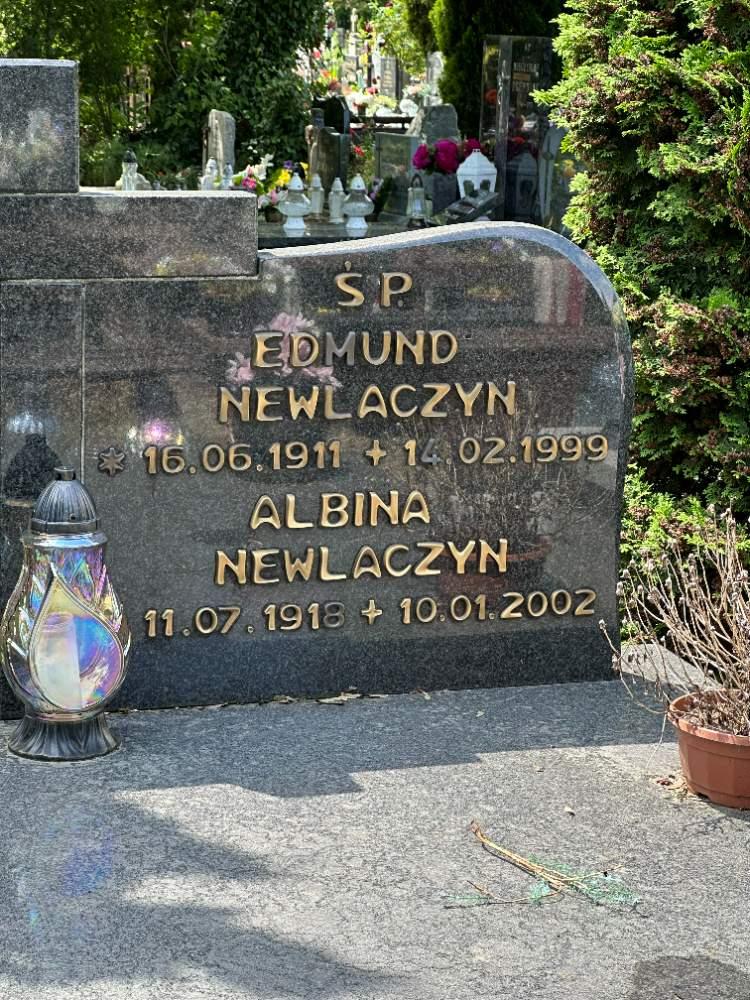 Ś.P.
EDMUND
NEWLACZYN
* 16.06.1911 + 14.02.1999
ALBINA
NEWLACZYN
11.07.1918 + 10.01.2002